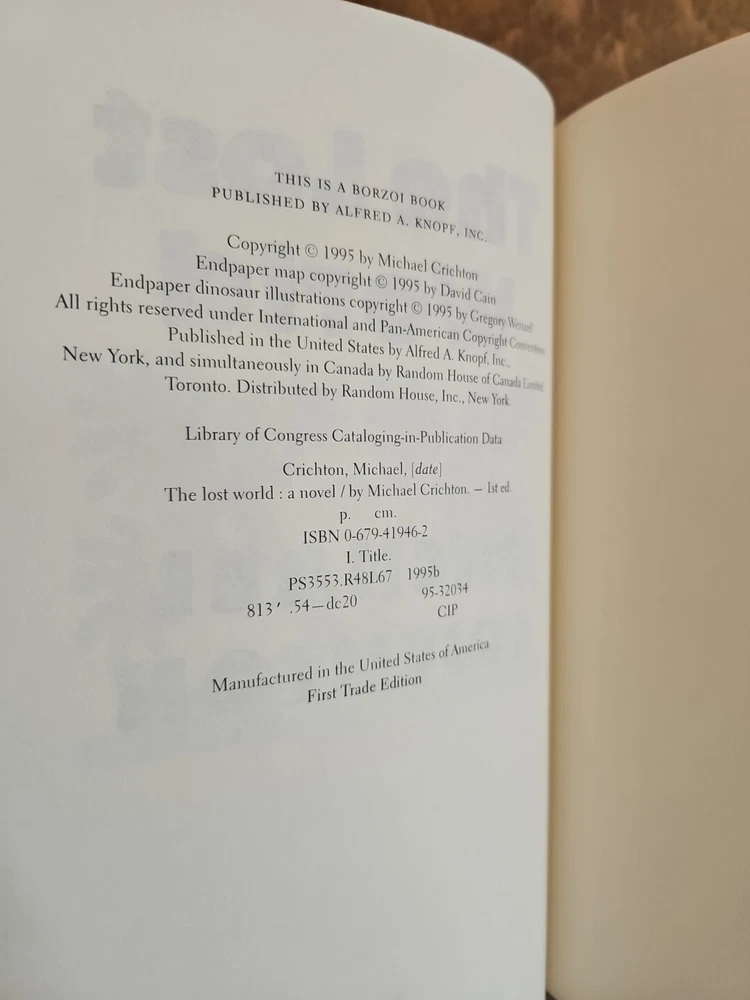 THIS IS A BORZOI BOOK
PUBLISHED BY ALFRED A. KNOPF, INC.
Copyright © 1995 by Michael Crichton
Endpaper map copyright © 1995 by David Cain
Endpaper dinosaur illustrations copyright © 1995 by Gregory Wenzel
All rights reserved under International and Pan-American Copyright Conventions.
Published in the United States by Alfred A. Knopf, Inc.,
New York, and simultaneously in Canada by Random House of Canada Limited,
Toronto. Distributed by Random House, Inc., New York.
Library of Congress Cataloging-in-Publication Data
Crichton, Michael, [date]
The lost world : a novel / by Michael Crichton. — 1st ed.
p. cm.
ISBN 0-679-41946-2
I. Title.
PS3553.R48L67 1995b
813′ .54—dc20 95-32034
CIP
Manufactured in the United States of America
First Trade Edition